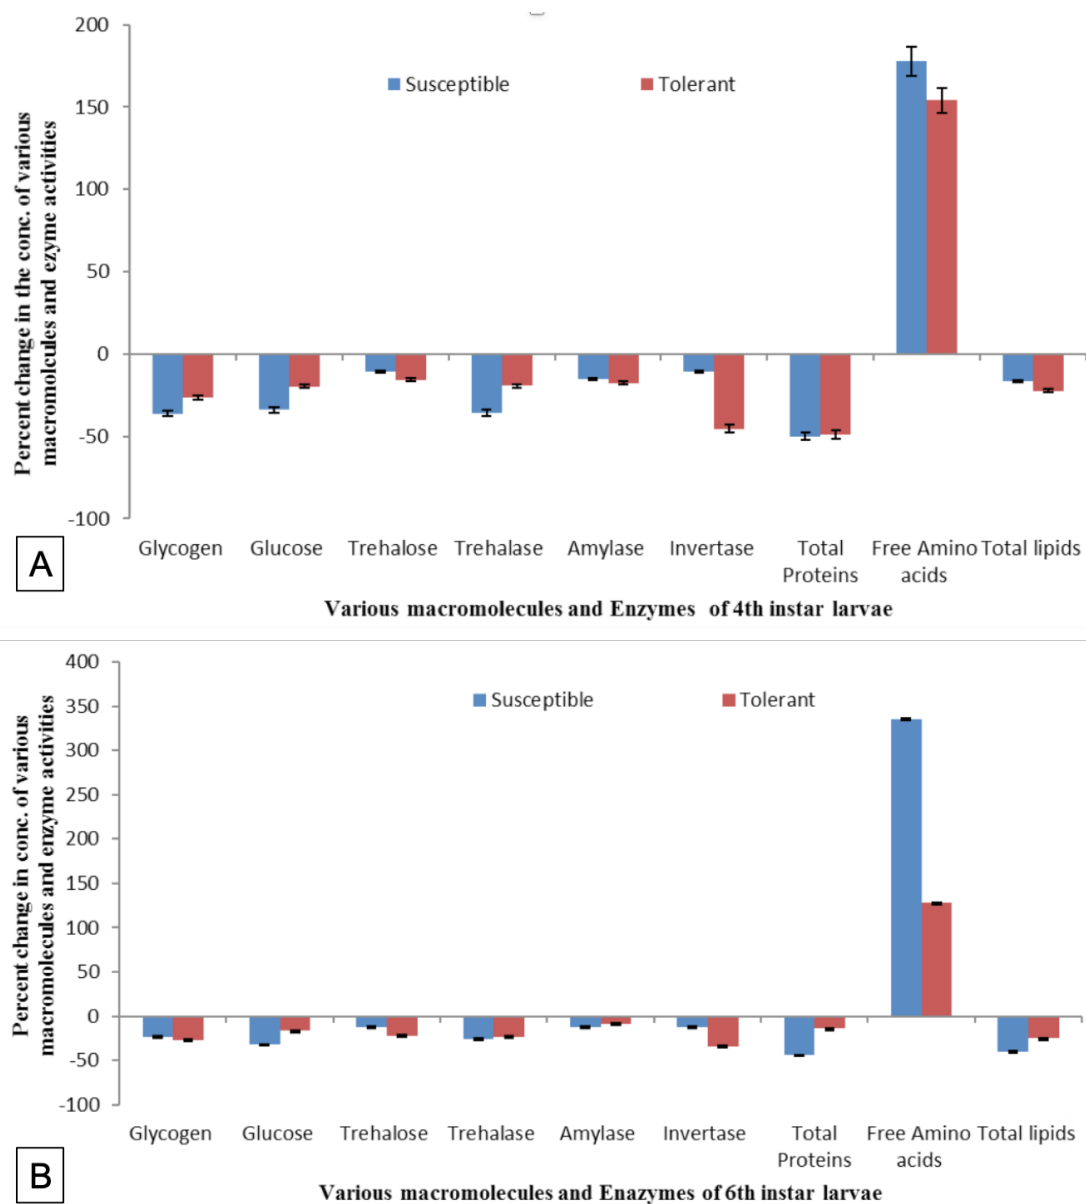 200
150
100
50
0
-50
-100
Susceptible
Tolerant
Percent change in the conc. of various
macromolecules and ezyme activities
Glycogen
Glucose
Trehalose
Trehalase
Amylase
Invertase
Total
Proteins
Free Amino
acids
Total lipids
A
Various macromolecules and Enzymes of 4th instar larvae
400
350
300
250
200
150
100
50
0
-50
-100
Susceptible
Tolerant
Percent change in conc. of various
macromolecules and enzyme activities
Glycogen
Glucose
Trehalose
Trehalase
Amylase
Invertase
Total
Proteins
Free Amino
acids
Total lipids
B
Various macromolecules and Enazymes of 6th instar larvae